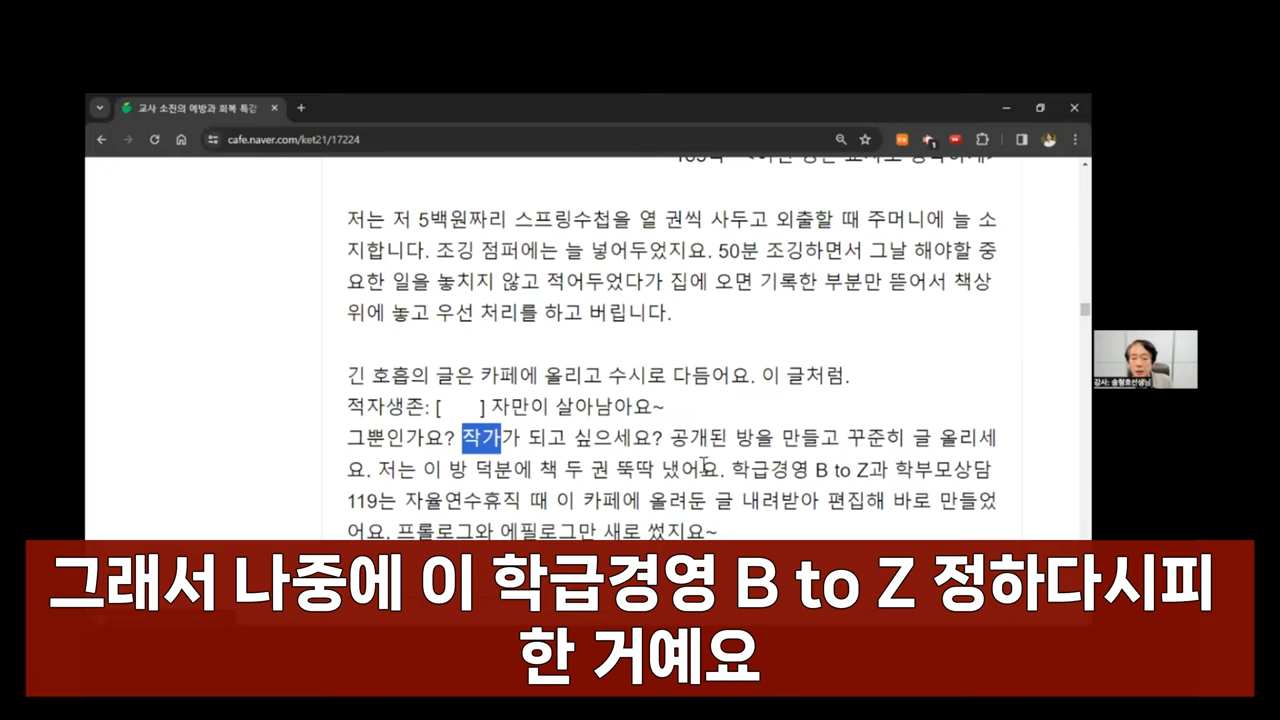 교사 소진의 예방과 회복 특강
cafe.naver.com/ket21/17224
저는 저 5백원짜리 스프링수첩을 열 권씩 사두고 외출할 때 주머니에 늘 소
지합니다. 조깅 점퍼에는 늘 넣어두었지요. 50분 조깅하면서 그날 해야할 중
요한 일을 놓치지 않고 적어두었다가 집에 오면 기록한 부분만 뜯어서 책상
위에 놓고 우선 처리를 하고 버립니다.
긴 호흡의 글은 카페에 올리고 수시로 다듬어요. 이 글처럼.
적자생존: [ ] 자만이 살아남아요~
그뿐인가요? 작가가 되고 싶으세요? 공개된 방을 만들고 꾸준히 글 올리세
요. 저는 이 방 덕분에 책 두 권 뚝딱 냈어요. 학급경영 B to Z과 학부모상담
119는 자율연수휴직 때 이 카페에 올려둔 글 내려받아 편집해 바로 만들었
어요. 프롤로그와 에필로그만 새로 썼지요~
강사: 송형호선생님
그래서 나중에 이 학급경영 B to Z 정하다시피
한 거예요